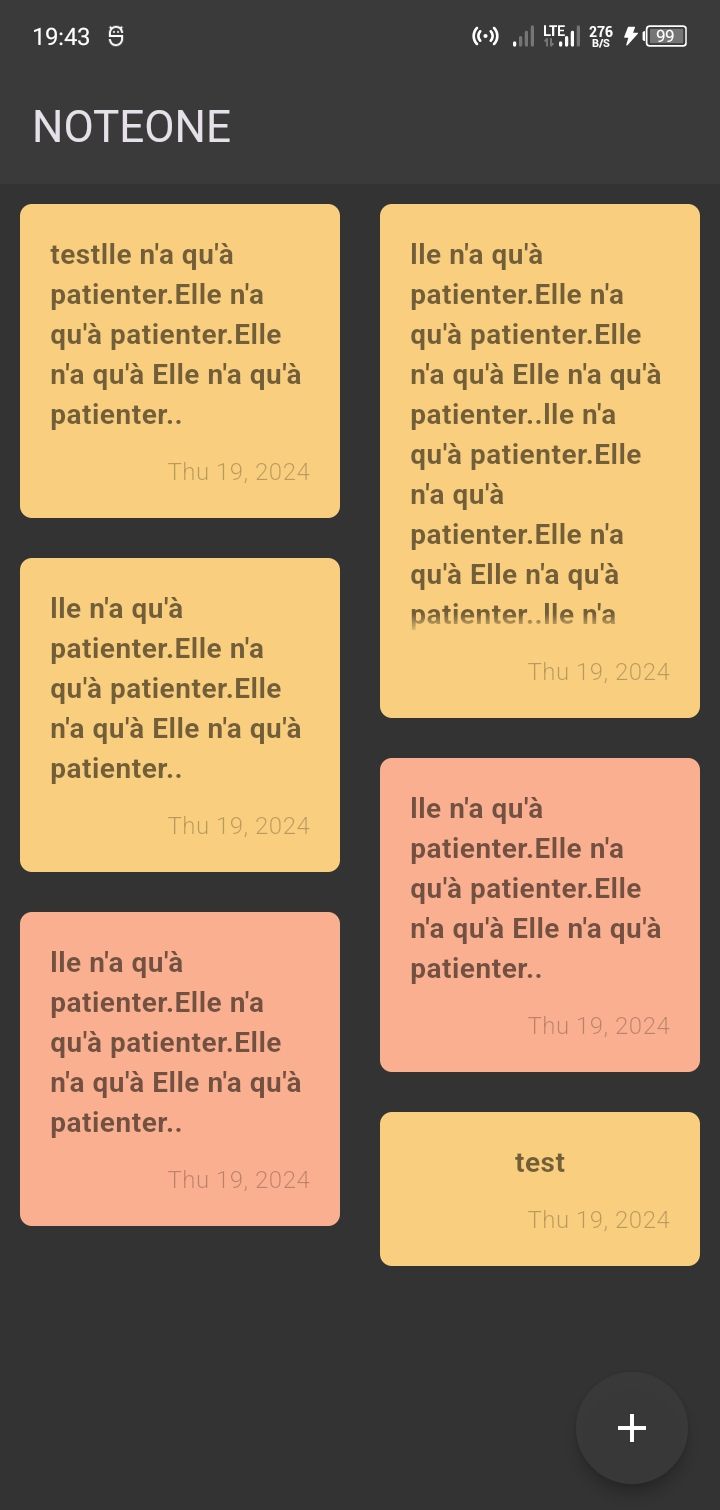 19:43
LTE
276
B/S
99
NOTEONE
testlle n'a qu'à
patienter.Elle n'a
qu'à patienter.Elle
n'a qu'à Elle n'a qu'à
patienter..
Thu 19, 2024
lle n'a qu'à
patienter.Elle n'a
qu'à patienter.Elle
n'a qu'à Elle n'a qu'à
patienter..lle n'a
qu'à patienter.Elle
n'a qu'à
patienter.Elle n'a
qu'à Elle n'a qu'à
patienter..lle n'a
Thu 19, 2024
lle n'a qu'à
patienter.Elle n'a
qu'à patienter.Elle
n'a qu'à Elle n'a qu'à
patienter..
Thu 19, 2024
lle n'a qu'à
patienter.Elle n'a
qu'à patienter.Elle
n'a qu'à Elle n'a qu'à
patienter..
Thu 19, 2024
lle n'a qu'à
patienter.Elle n'a
qu'à patienter.Elle
n'a qu'à Elle n'a qu'à
patienter..
Thu 19, 2024
test
Thu 19, 2024